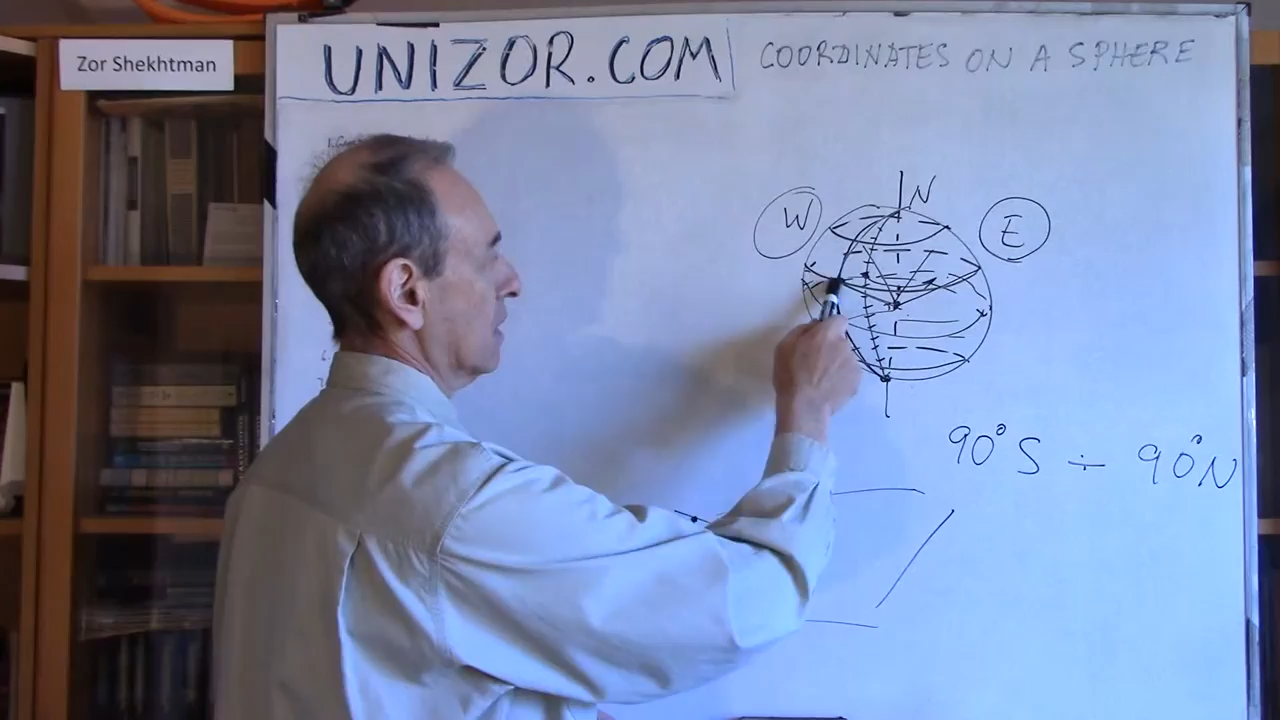 Zor Shekhtman
UNIZOR.COM
COORDINATES ON A SPHERE
N
W
E
90° S ÷ 90° N